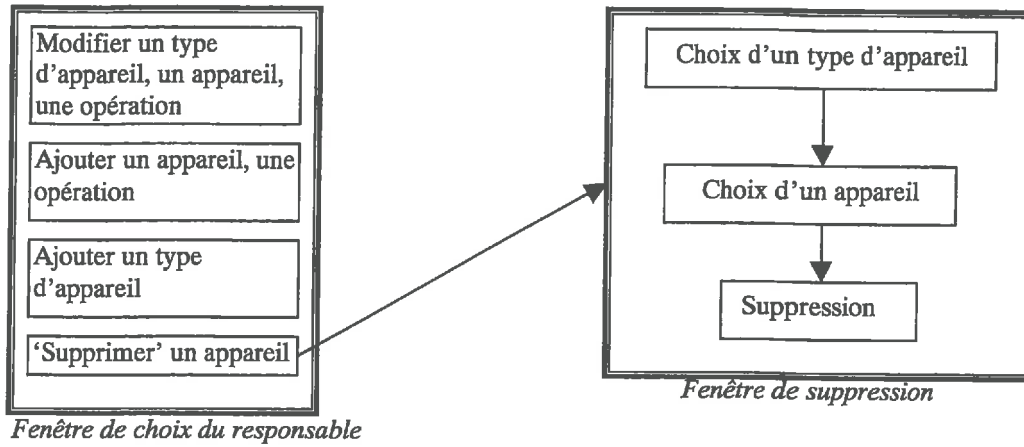 Modifier un type
d'appareil, un appareil,
une opération
Ajouter un appareil, une
opération
Ajouter un type
d'appareil
‘Supprimer’ un appareil
Fenêtre de choix du responsable
Choix d'un type d'appareil
Choix d'un appareil
Suppression
Fenêtre de suppression